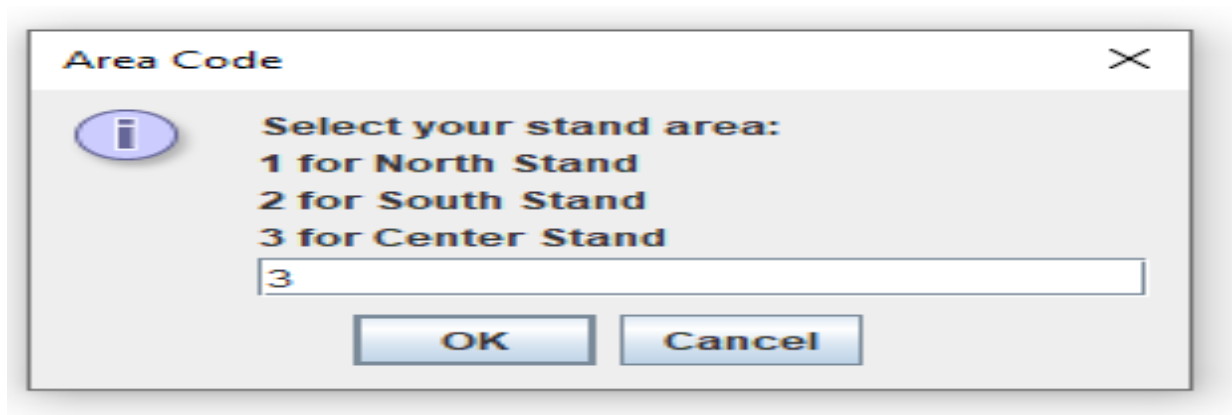 Area Code
Select your stand area:
1 for North Stand
2 for South Stand
3 for Center Stand
3
OK Cancel